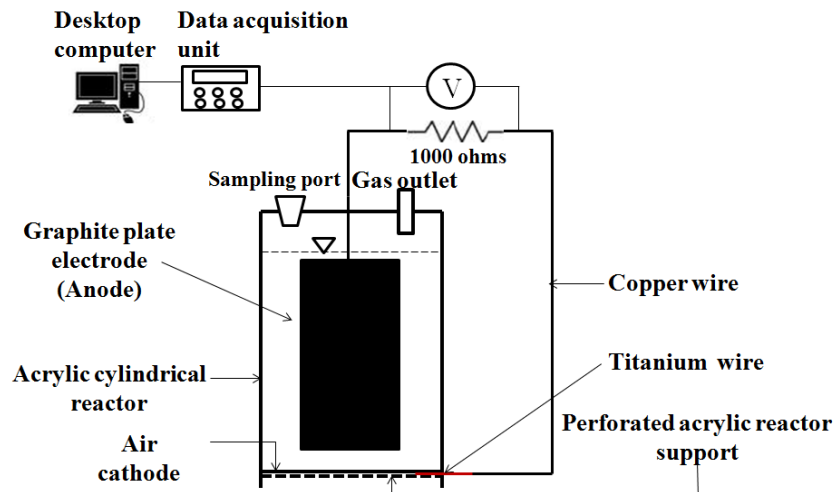 Desktop
computer
Data acquisition
unit
V
1000 ohms
Sampling port
Gas outlet
Graphite plate
electrode
(Anode)
Copper wire
Titanium wire
Acrylic cylindrical
reactor
Perforated acrylic reactor
support
Air
cathode